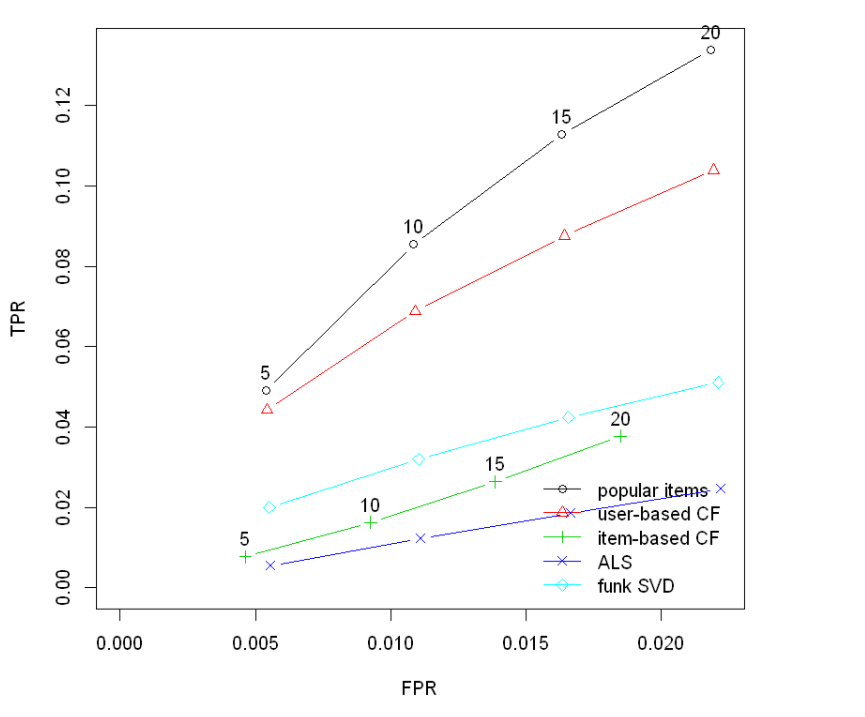 20
15
10
5
20
15
10
5
0.12
0.10
0.08
0.06
0.04
0.02
0.00
TPR
popular items
user-based CF
item-based CF
ALS
funk SVD
0.000 0.005 0.010 0.015 0.020
FPR